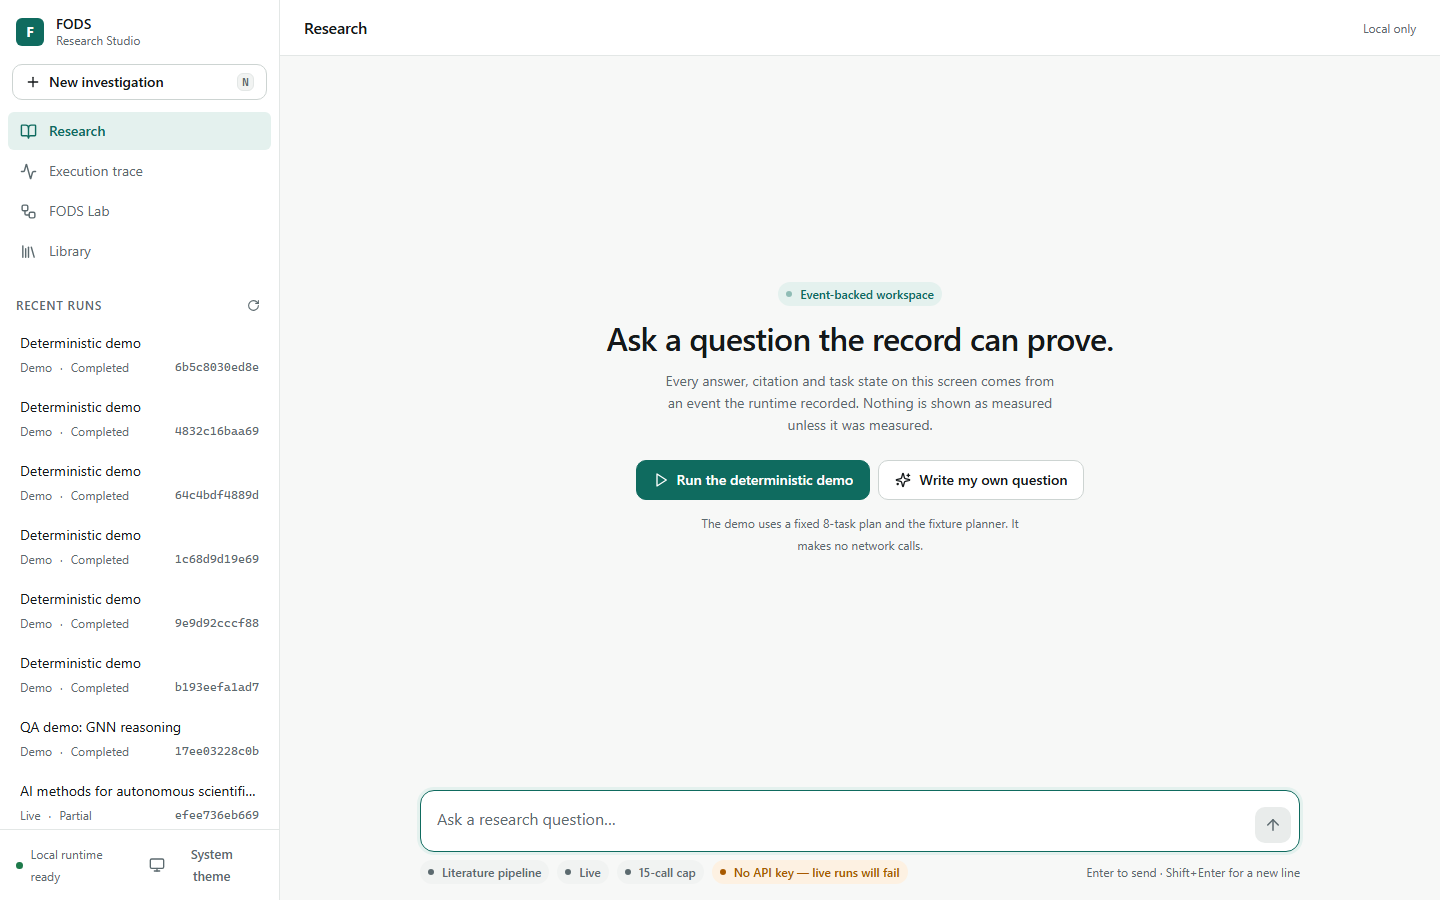 F
FODS
Research Studio
New investigation
N
Research
Execution trace
FODS Lab
Library
RECENT RUNS
Deterministic demo
Demo · Completed 6b5c8030ed8e
Deterministic demo
Demo · Completed 4832c16baa69
Deterministic demo
Demo · Completed 64c4bdf4889d
Deterministic demo
Demo · Completed 1c68d9d19e69
Deterministic demo
Demo · Completed 9e9d92cccf88
Deterministic demo
Demo · Completed b193eefa1ad7
QA demo: GNN reasoning
Demo · Completed 17ee03228c0b
AI methods for autonomous scientifi...
Live · Partial efee736eb669
Local runtime
ready
System
theme
Research
Local only
Event-backed workspace
Ask a question the record can prove.
Every answer, citation and task state on this screen comes from
an event the runtime recorded. Nothing is shown as measured
unless it was measured.
Run the deterministic demo
Write my own question
The demo uses a fixed 8-task plan and the fixture planner. It
makes no network calls.
Ask a research question...
Literature pipeline
Live
15-call cap
No API key — live runs will fail
Enter to send · Shift+Enter for a new line